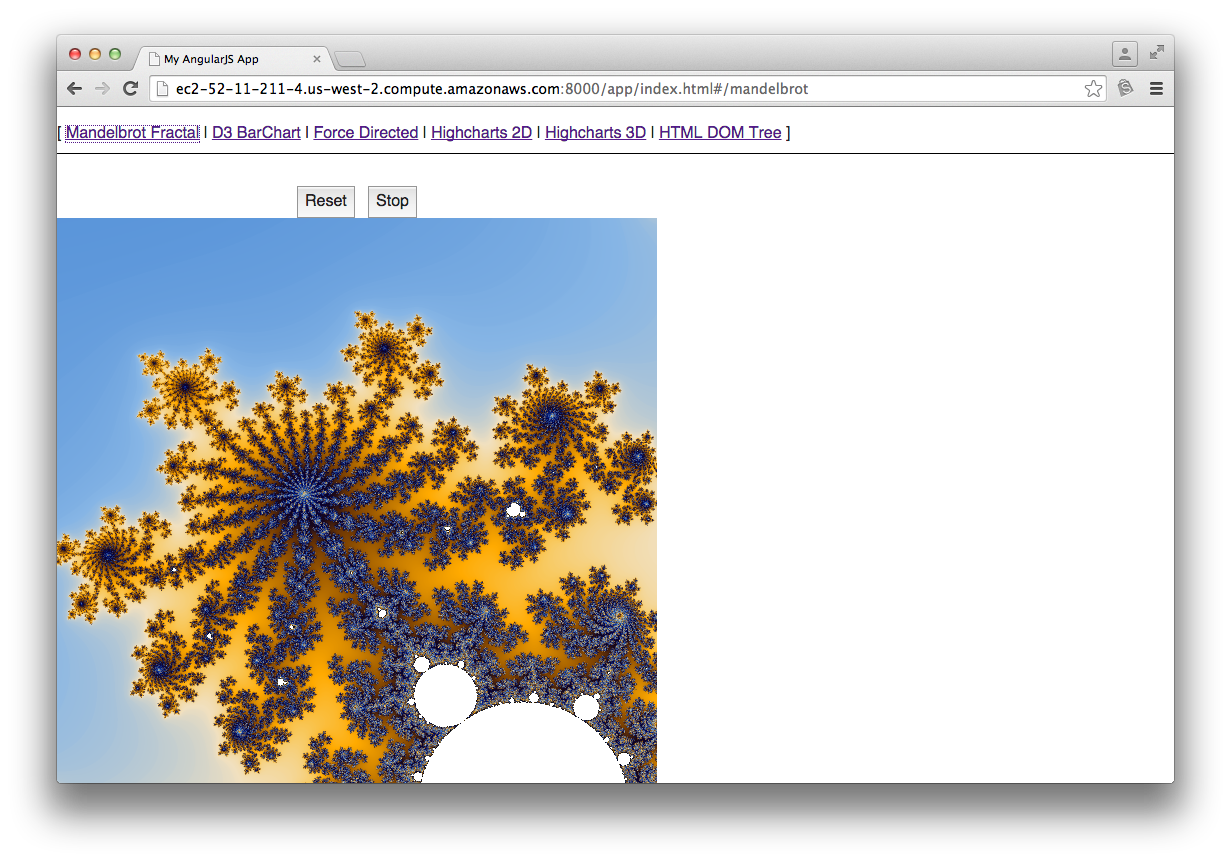 My AngularJS App
ec2-52-11-211-4.us-west-2.compute.amazonaws.com:8000/app/index.html#/mandelbrot
[ Mandelbrot Fractal | D3 BarChart | Force Directed | Highcharts 2D | Highcharts 3D | HTML DOM Tree ]
Reset Stop